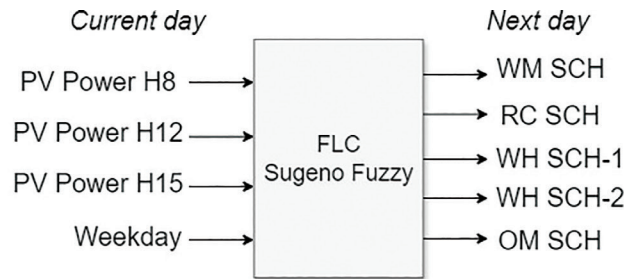 Current day
Next day
PV Power H8
PV Power H12
PV Power H15
Weekday
FLC
Sugeno Fuzzy
WM SCH
RC SCH
WH SCH-1
WH SCH-2
OM SCH